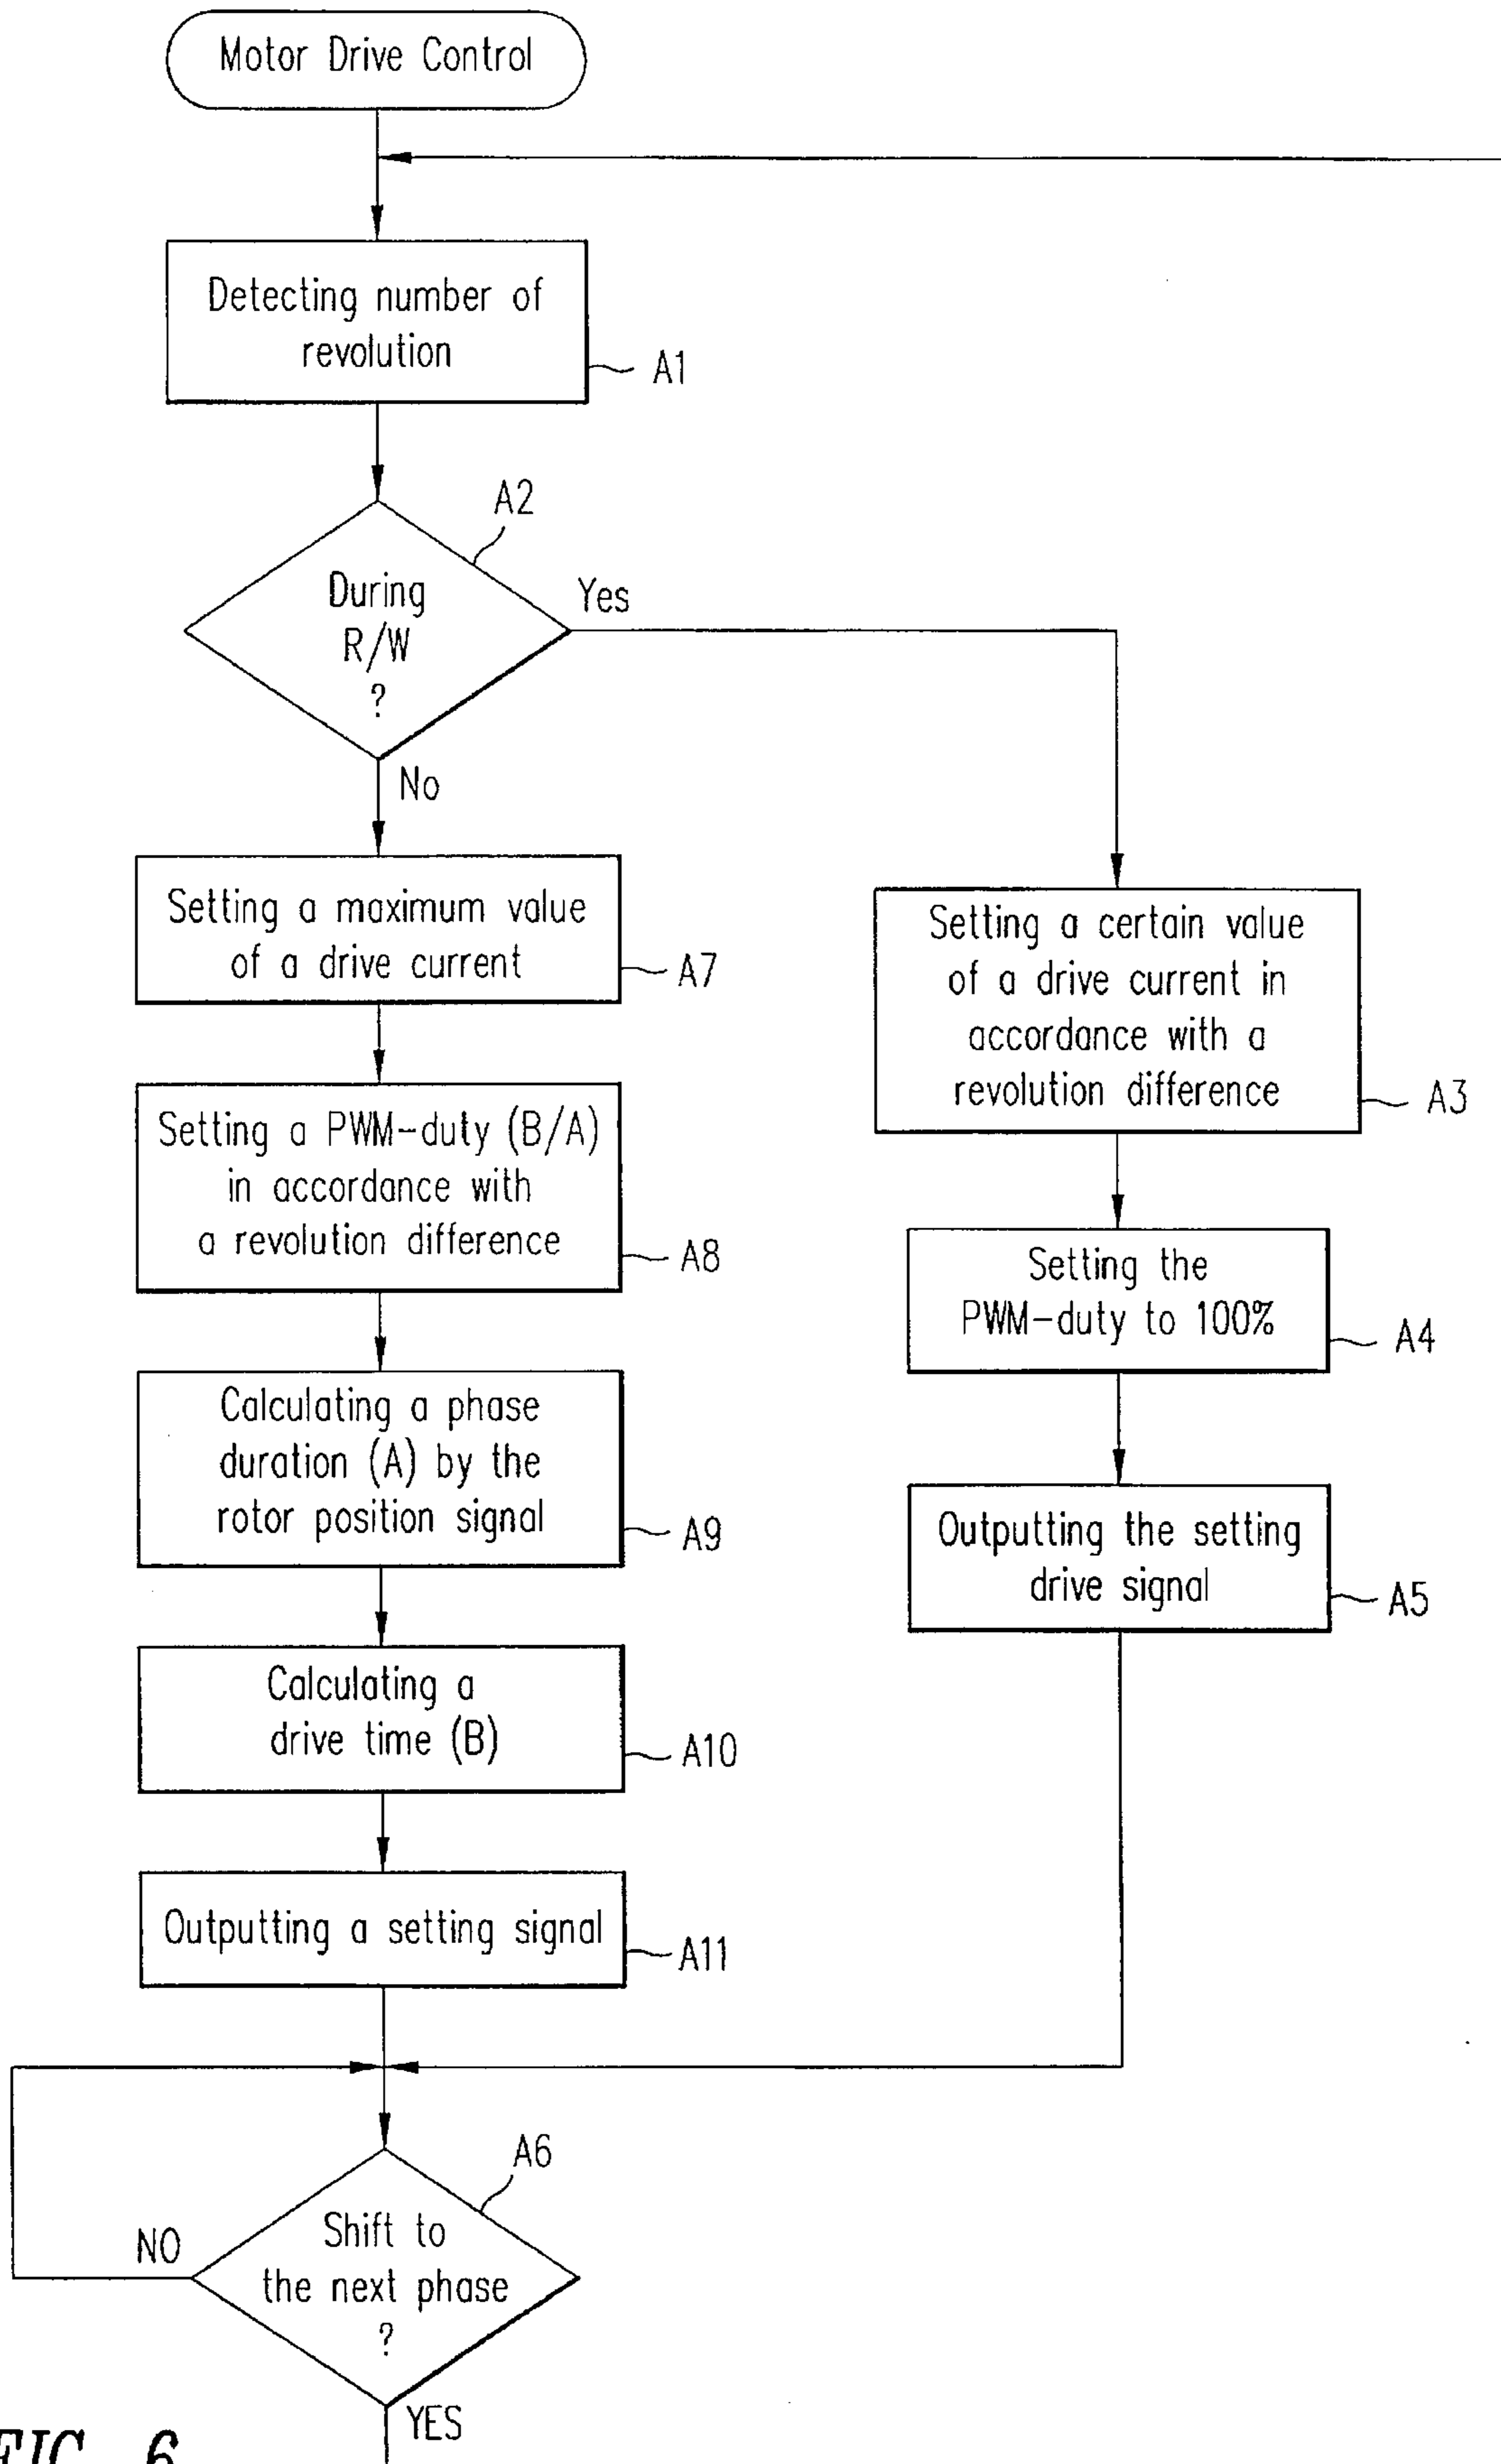 Motor Drive Control
Detecting number of
revolution
A1
A2
During
R/W
?
Yes
No
Setting a maximum value
of a drive current
A7
Setting a certain value
of a drive current in
accordance with a
revolution difference
A3
Setting a PWM-duty (B/A)
in accordance with
a revolution difference
A8
Setting the
PWM-duty to 100%
A4
Calculating a phase
duration (A) by the
rotor position signal
A9
Outputting the setting
drive signal
A5
Calculating a
drive time (B)
A10
Outputting a setting signal
A11
A6
Shift to
the next phase
?
NO
YES
FIG. 6